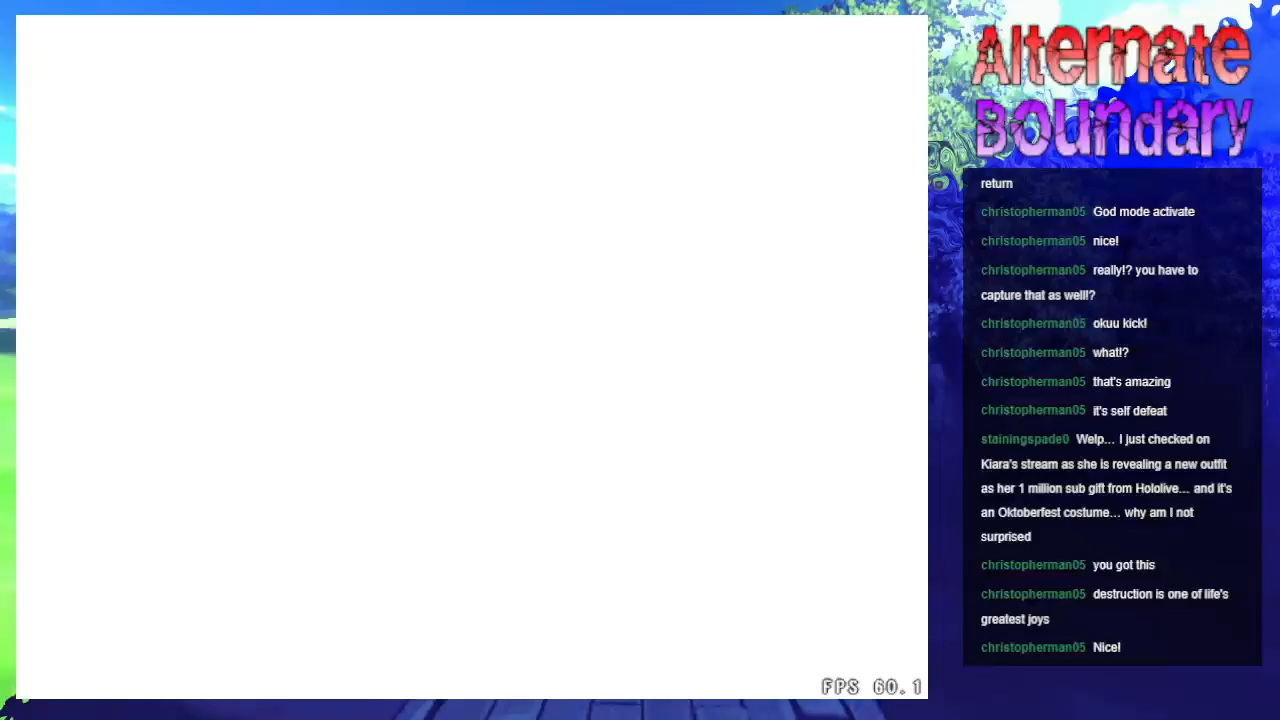 Alternate
Boundary
return
christopherman05 God mode activate
christopherman05 nice!
christopherman05 really!? you have to
capture that as well!?
christopherman05 okuu kick!
christopherman05 what!?
christopherman05 that's amazing
christopherman05 it's self defeat
stainingspade0 Welp... I just checked on
Kiara's stream as she is revealing a new outfit
as her 1 million sub gift from Hololive... and it's
an Oktoberfest costume... why am I not
surprised
christopherman05 you got this
christopherman05 destruction is one of life's
greatest joys
christopherman05 Nice!
FPS 60.1